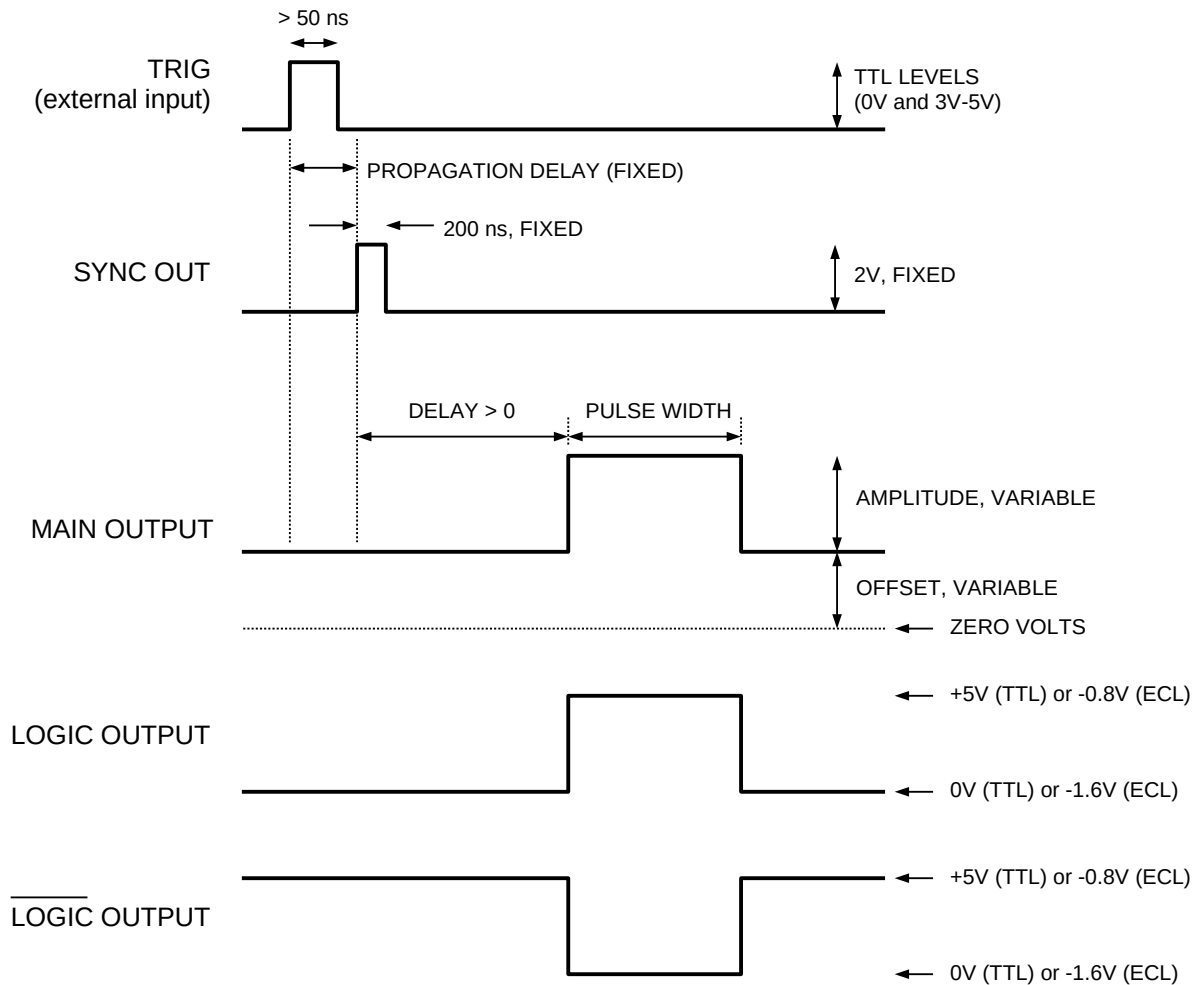 > 50 ns
TRIG
(external input)
TTL LEVELS
(0V and 3V-5V)
PROPAGATION DELAY (FIXED)
200 ns, FIXED
SYNC OUT
2V, FIXED
DELAY > 0
PULSE WIDTH
AMPLITUDE, VARIABLE
MAIN OUTPUT
OFFSET, VARIABLE
ZERO VOLTS
+5V (TTL) or -0.8V (ECL)
LOGIC OUTPUT
0V (TTL) or -1.6V (ECL)
+5V (TTL) or -0.8V (ECL)
LOGIC OUTPUT
0V (TTL) or -1.6V (ECL)